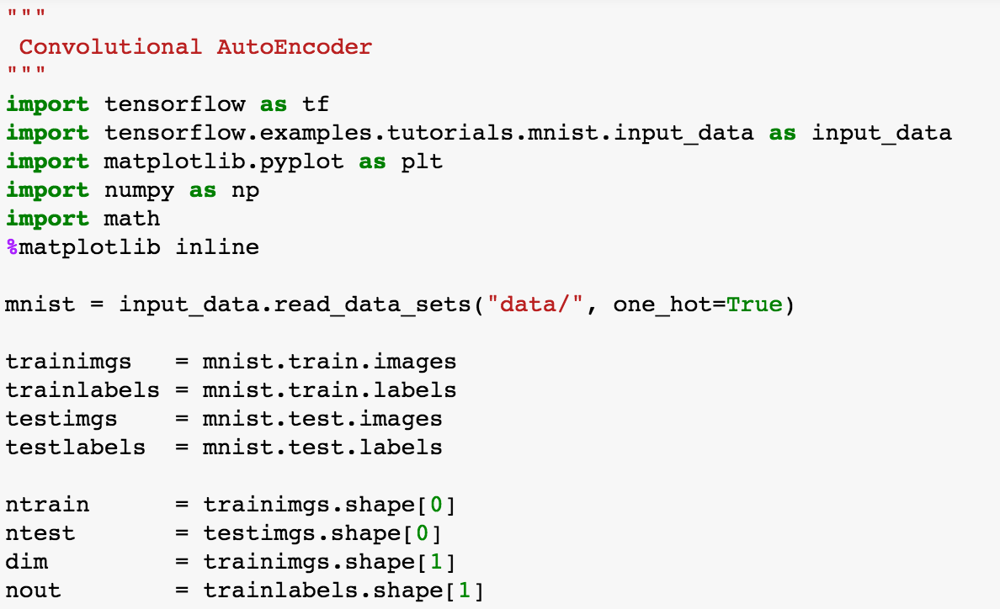 """
 Convolutional AutoEncoder
"""
import tensorflow as tf
import tensorflow.examples.tutorials.mnist.input_data as input_data
import matplotlib.pyplot as plt
import numpy as np
import math
%matplotlib inline

mnist = input_data.read_data_sets("data/", one_hot=True)

trainimgs   = mnist.train.images
trainlabels = mnist.train.labels
testimgs    = mnist.test.images
testlabels  = mnist.test.labels

ntrain      = trainimgs.shape[0]
ntest       = testimgs.shape[0]
dim         = trainimgs.shape[1]
nout        = trainlabels.shape[1]